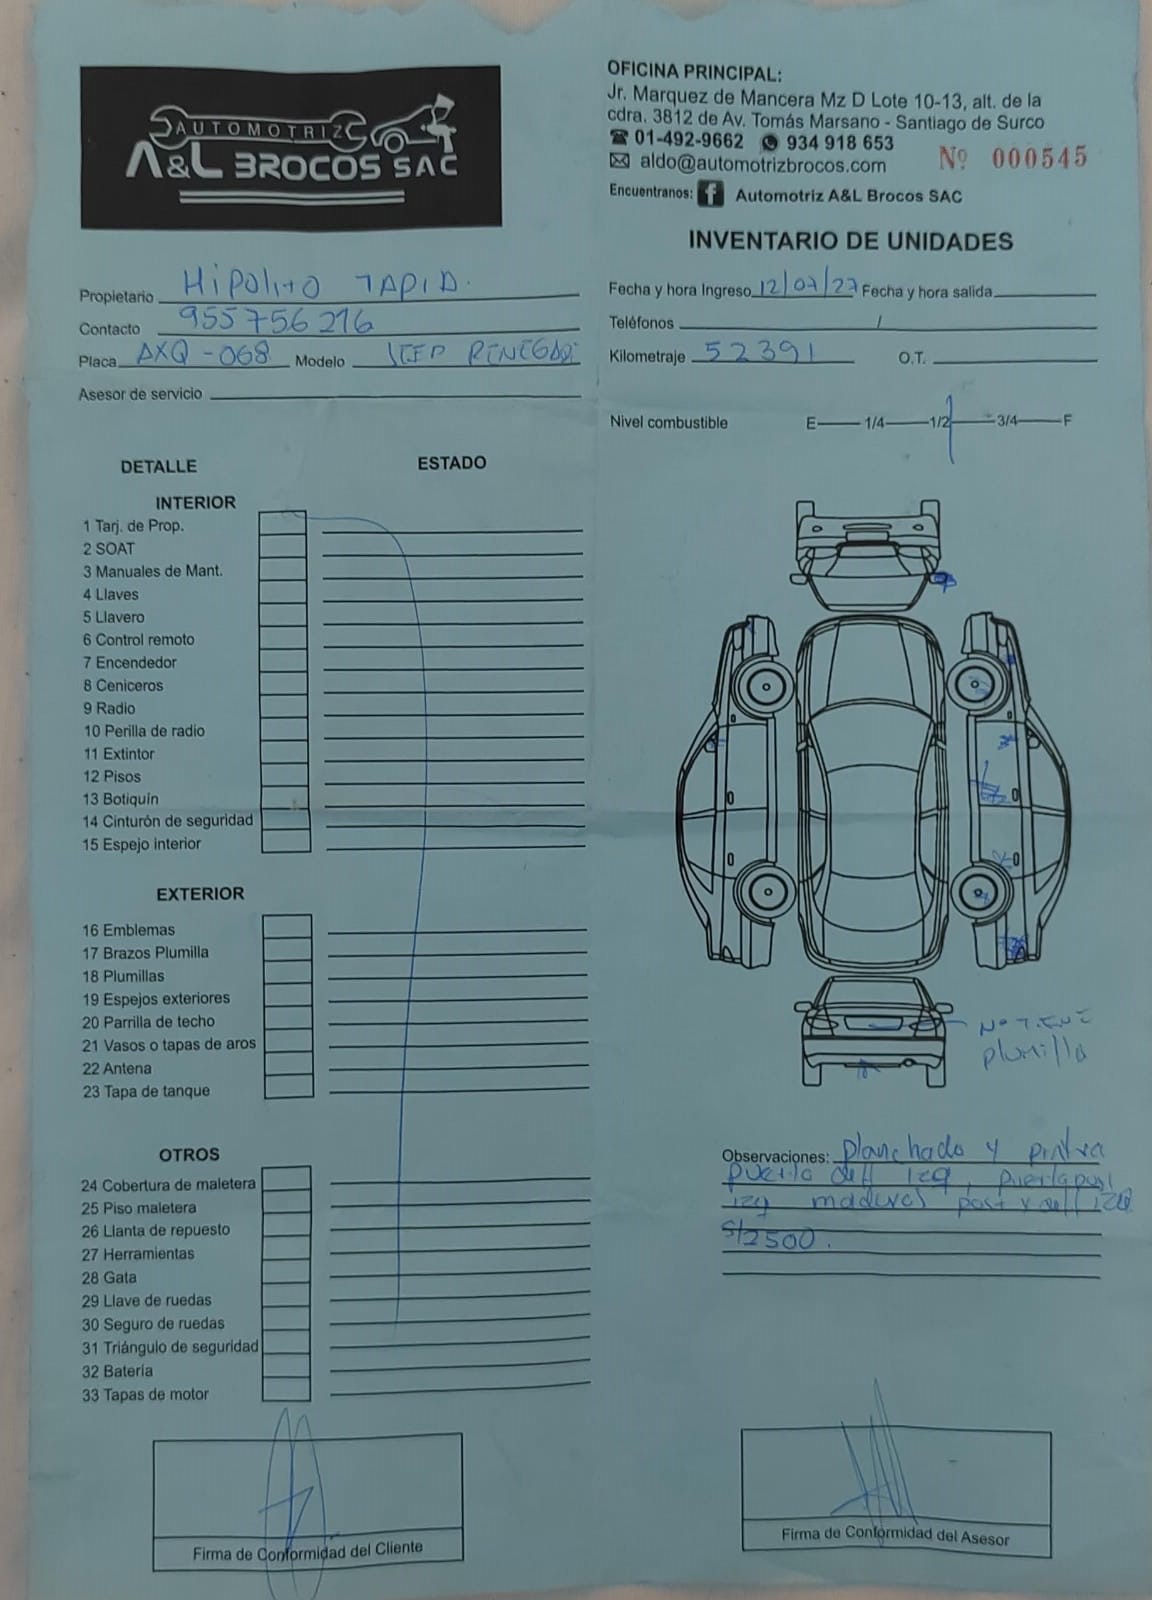 AUTOMOTRIZ
A&L BROCOS SAC
OFICINA PRINCIPAL:
Jr. Marquez de Mancera Mz D Lote 10-13, alt. de la
cdra. 3812 de Av. Tomás Marsano - Santiago de Surco
01-492-9662 934 918 653
aldo@automotrizbrocos.com Nº 000545
Encuentranos: f Automotriz A&L Brocos SAC
INVENTARIO DE UNIDADES
Propietario Hipolito TAPIA.
Contacto 955756216
Placa AXQ-068 Modelo JEEP RENEGADE
Asesor de servicio
Fecha y hora Ingreso 12/07/27 Fecha y hora salida
Teléfonos /
Kilometraje 52391 O.T.
Nivel combustible E 1/4 1/2 3/4 F
DETALLE ESTADO
INTERIOR
1 Tarj. de Prop.
2 SOAT
3 Manuales de Mant.
4 Llaves
5 Llavero
6 Control remoto
7 Encendedor
8 Ceniceros
9 Radio
10 Perilla de radio
11 Extintor
12 Pisos
13 Botiquín
14 Cinturón de seguridad
15 Espejo interior
EXTERIOR
16 Emblemas
17 Brazos Plumilla
18 Plumillas
19 Espejos exteriores
20 Parrilla de techo
21 Vasos o tapas de aros
22 Antena
23 Tapa de tanque
OTROS
24 Cobertura de maletera
25 Piso maletera
26 Llanta de repuesto
27 Herramientas
28 Gata
29 Llave de ruedas
30 Seguro de ruedas
31 Triángulo de seguridad
32 Batería
33 Tapas de motor
No TIENE
plumilla
Observaciones: planchado y pintura
puerta del izq, puerta post
izq post y del izq
S/2500.
Firma de Conformidad del Cliente
Firma de Conformidad del Asesor